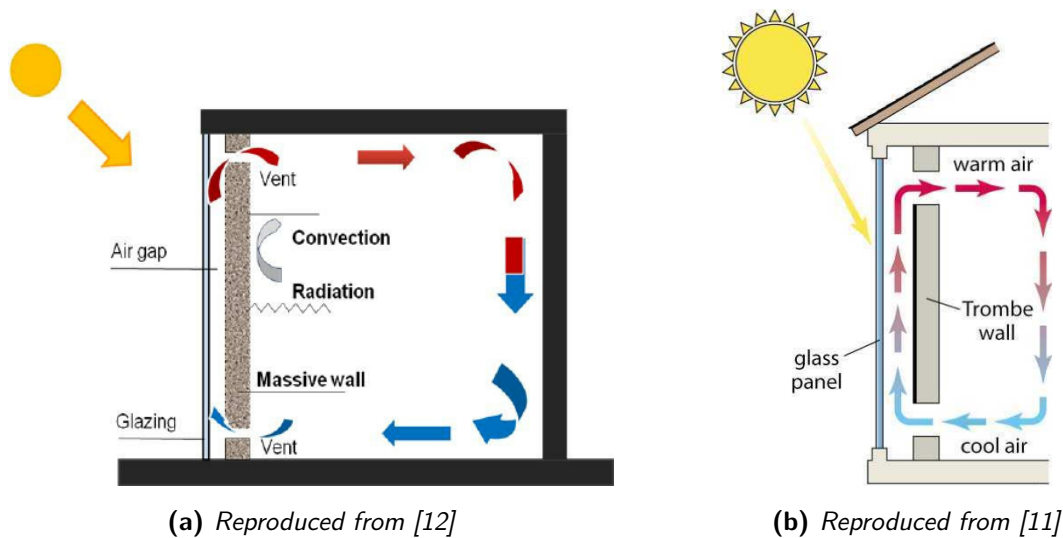 Vent
Convection
Air gap
Radiation
Massive wall
Glazing
Vent
(a) Reproduced from [12]
warm air
Trombe
wall
glass
panel
cool air
(b) Reproduced from [11]